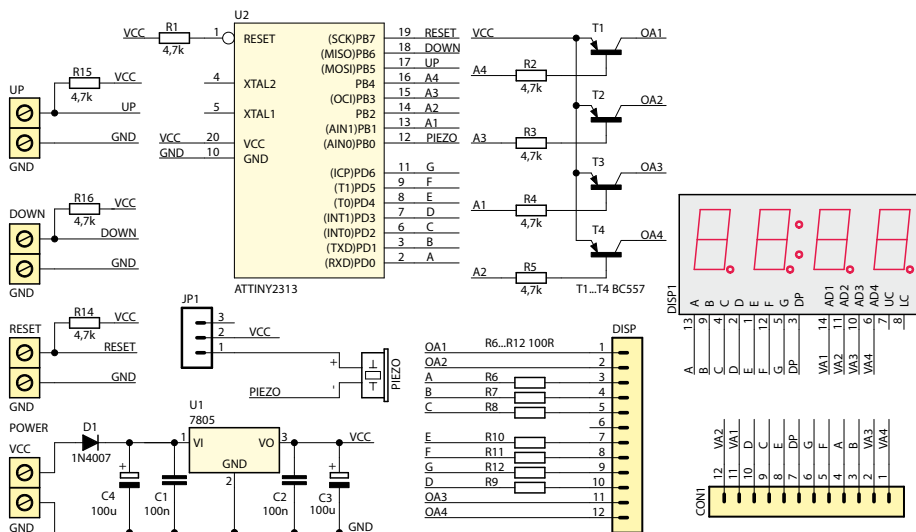 U2
ATTINY2313
VCC
R1
4,7k
1
RESET
4
XTAL2
5
XTAL1
VCC
20
VCC
GND
10
GND
(SCK)PB7
19
RESET
(MISO)PB6
18
DOWN
(MOSI)PB5
17
UP
PB4
16
A4
(OCI)PB3
15
A3
PB2
14
A2
(AIN1)PB1
13
A1
(AIN0)PB0
12
PIEZO
(ICP)PD6
11
G
(T1)PD5
9
F
(T0)PD4
8
E
(INT1)PD3
7
D
(INT0)PD2
6
C
(TXD)PD1
3
B
(RXD)PD0
2
A
UP
R15
4,7k
VCC
UP
GND
GND
DOWN
R16
4,7k
VCC
DOWN
GND
GND
RESET
R14
4,7k
VCC
RESET
GND
GND
POWER
VCC
GND
D1
1N4007
+
C4
100u
C1
100n
U1
7805
1
VI
VO
3
GND
2
VCC
C2
100n
+
C3
100u
GND
JP1
3
2
VCC
1
+
-
PIEZO
PIEZO
VCC
T1
OA1
A4
R2
4,7k
T2
OA2
A3
R3
4,7k
T3
OA3
A1
R4
4,7k
T4
OA4
A2
R5
4,7k
T1...T4 BC557
DISP
R6...R12 100R
OA1
1
OA2
2
A
R6
3
B
R7
4
C
R8
5
6
E
R10
7
F
R11
8
G
R12
9
D
R9
10
OA3
11
OA4
12
DISP1
A B C D E F G DP AD1 AD2 AD3 AD4 UC LC
13 9 4 2 1 12 5 3 14 11 10 6 7 8
A B C D E F G DP VA1 VA2 VA3 VA4
VA2 VA1 D C E DP G F A B VA3 VA4
12 11 10 9 8 7 6 5 4 3 2 1
CON1